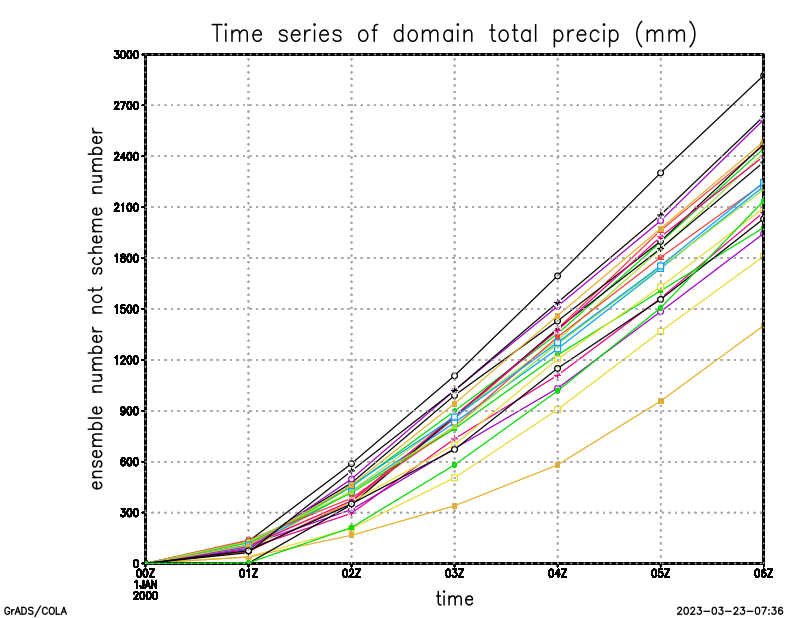 Time series of domain total precip (mm)
ensemble number not scheme number
3000
2700
2400
2100
1800
1500
1200
900
600
300
0
00Z 01Z 02Z 03Z 04Z 05Z 06Z
1JAN
2000
time
GrADS/COLA
2023-03-23-07:36